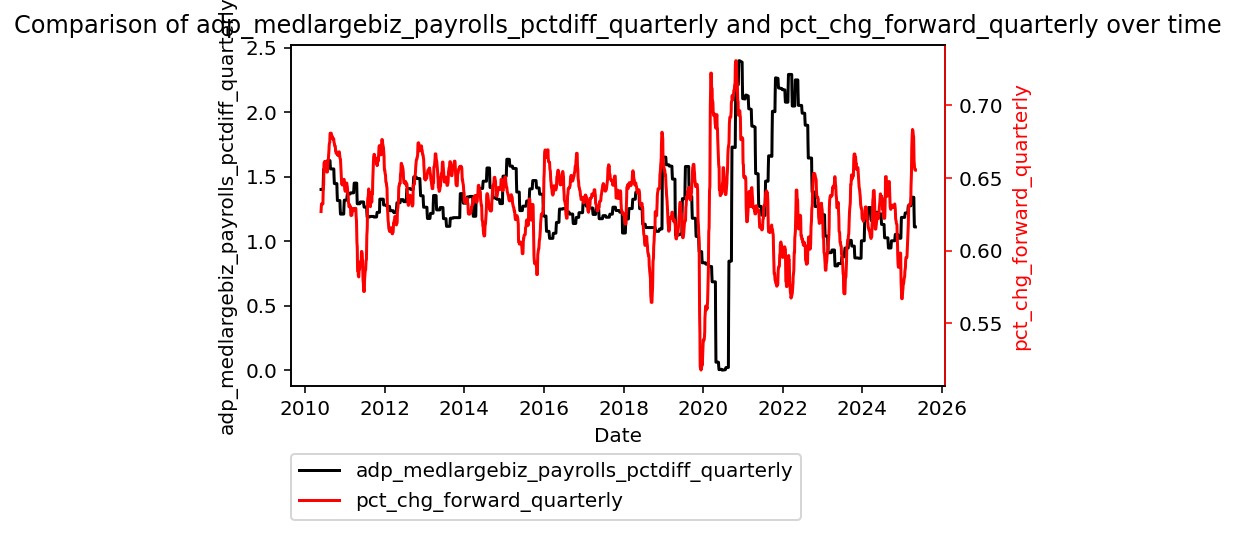 Comparison of adp_medlargebiz_payrolls_pctdiff_quarterly and pct_chg_forward_quarterly over time
adp_medlargebiz_payrolls_pctdiff_quarterly
2.5
2.0
1.5
1.0
0.5
0.0
0.70
0.65
0.60
0.55
pct_chg_forward_quarterly
2010 2012 2014 2016 2018 2020 2022 2024 2026
Date
adp_medlargebiz_payrolls_pctdiff_quarterly
pct_chg_forward_quarterly